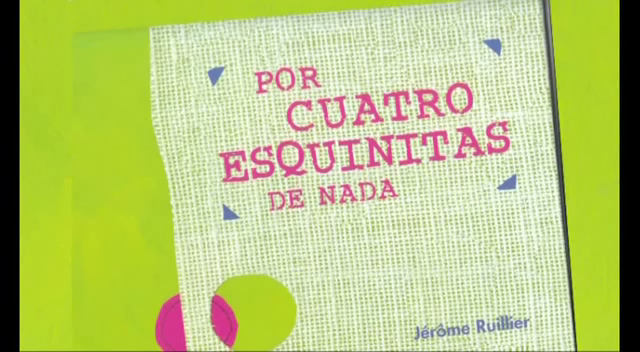 POR
CUATRO
ESQUINITAS
DE NADA
Jérôme Ruillier